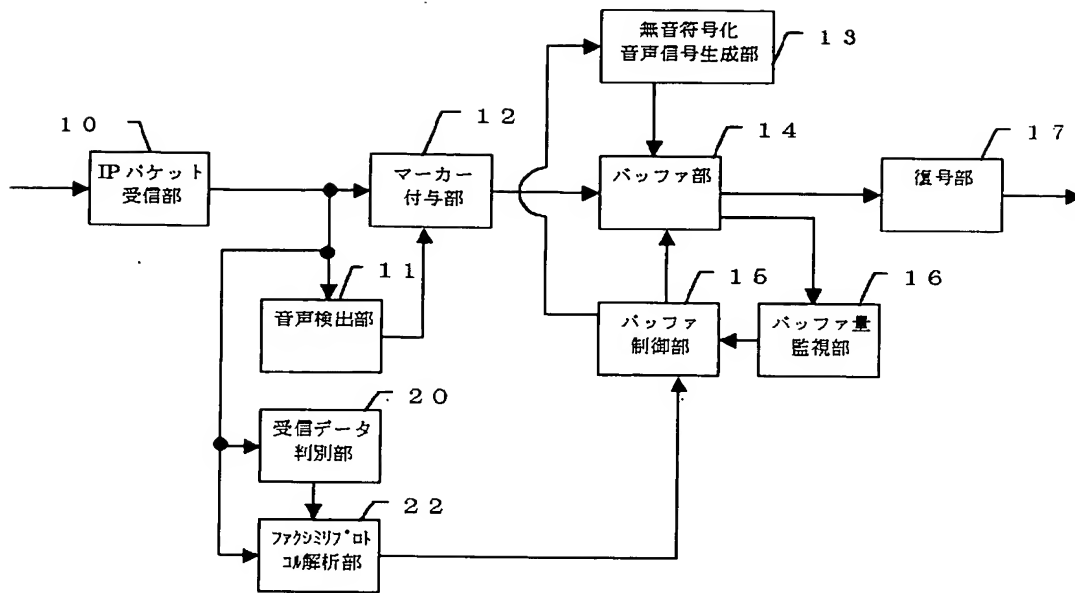 無音符号化
音声信号生成部
１３
１０
１２
１４
１７
IPパケット
受信部
マーカー
付与部
バッファ部
復号部
１１
音声検出部
１５
１６
バッファ
制御部
バッファ量
監視部
２０
受信データ
判別部
２２
ファクシミリプロト
コル解析部